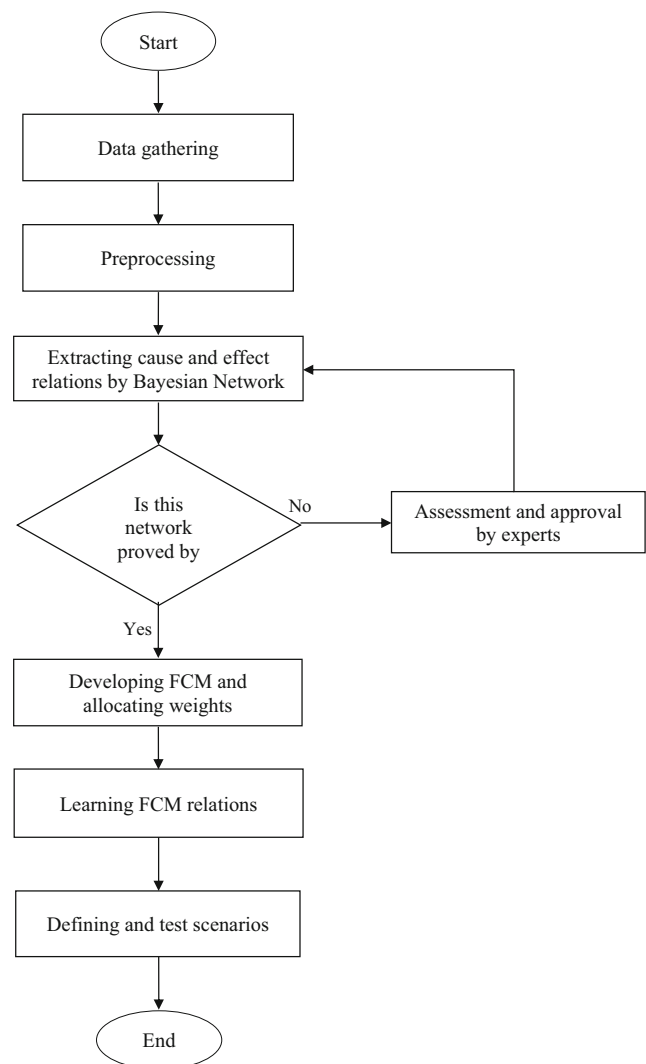 Start
Data gathering
Preprocessing
Extracting cause and effect
relations by Bayesian Network
Is this
network
proved by
No
Assessment and approval
by experts
Yes
Developing FCM and
allocating weights
Learning FCM relations
Defining and test scenarios
End